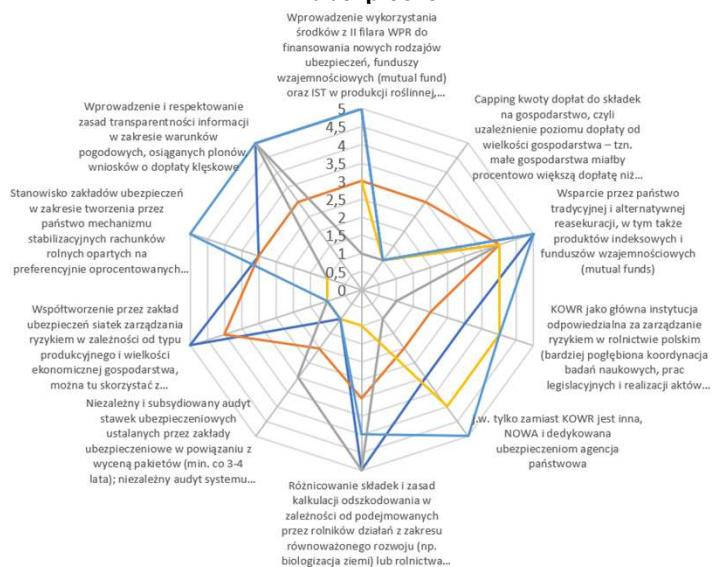 Wprowadzenie wykorzystania
środków z II filara WPR do
finansowania nowych rodzajów
ubezpieczeń, funduszy
wzajemnościowych (mutual fund)
oraz IST w produkcji roślinnej,...
Capping kwoty dopłat do składek
na gospodarstwo, czyli
uzależnienie poziomu dopłaty od
wielkości gospodarstwa – tzn.
małe gospodarstwa miałby
procentowo większą dopłatę niż...
Wsparcie przez państwo
tradycyjnej i alternatywnej
reasekuracji, w tym także
produktów indeksowych i
funduszów wzajemnościowych
(mutual funds)
KOWR jako główna instytucja
odpowiedzialna za zarządzanie
ryzykiem w rolnictwie polskim
(bardziej pogłębiona koordynacja
badań naukowych, prac
legislacyjnych i realizacji aktów...
j.w. tylko zamiast KOWR jest inna,
NOWA i dedykowana
ubezpieczeniom agencja
państwowa
Różnicowanie składek i zasad
kalkulacji odszkodowania w
zależności od podejmowanych
przez rolników działań z zakresu
równoważonego rozwoju (np.
biologizacja ziemi) lub rolnictwa...
Niezależny i subsydiowany audyt
stawek ubezpieczeniowych
ustalanych przez zakłady
ubezpieczeniowe w powiązaniu z
wyceną pakietów (min. co 3-4
lata); niezależny audyt systemu...
Współtworzenie przez zakład
ubezpieczeń siatek zarządzania
ryzykiem w zależności od typu
produkcyjnego i wielkości
ekonomicznej gospodarstwa,
można tu skorzystać z...
Stanowisko zakładów ubezpieczeń
w zakresie tworzenia przez
państwo mechanizmu
stabilizacyjnych rachunków
rolnych opartych na
preferencyjnie oprocentowanych...
Wprowadzenie i respektowanie
zasad transparentności informacji
w zakresie warunków
pogodowych, osiąganych plonów
wniosków o dopłaty klęskowe
5
4,5
4
3,5
3
2,5
2
1,5
1
0,5
0